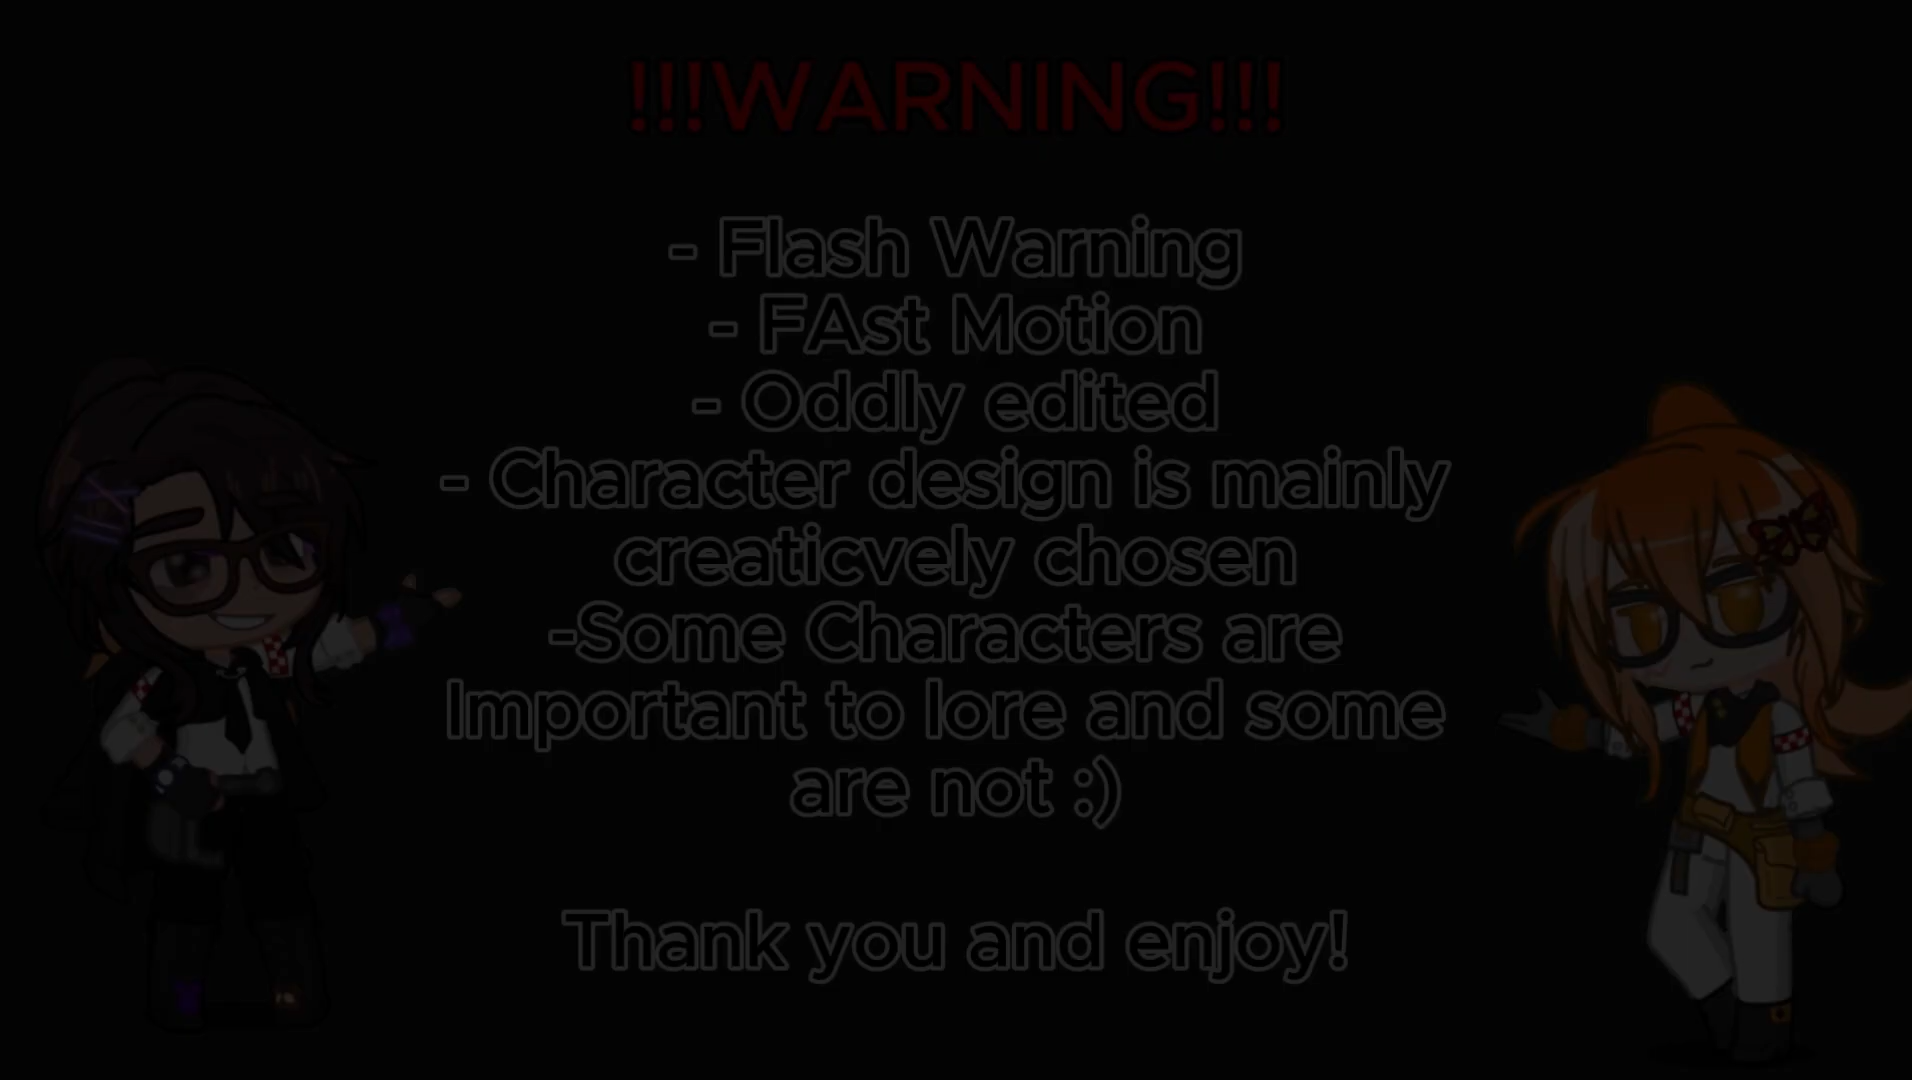 !!!WARNING!!!
- Flash Warning
- FAst Motion
- Oddly edited
- Character design is mainly
creaticvely chosen
-Some Characters are
Important to lore and some
are not :)
Thank you and enjoy!